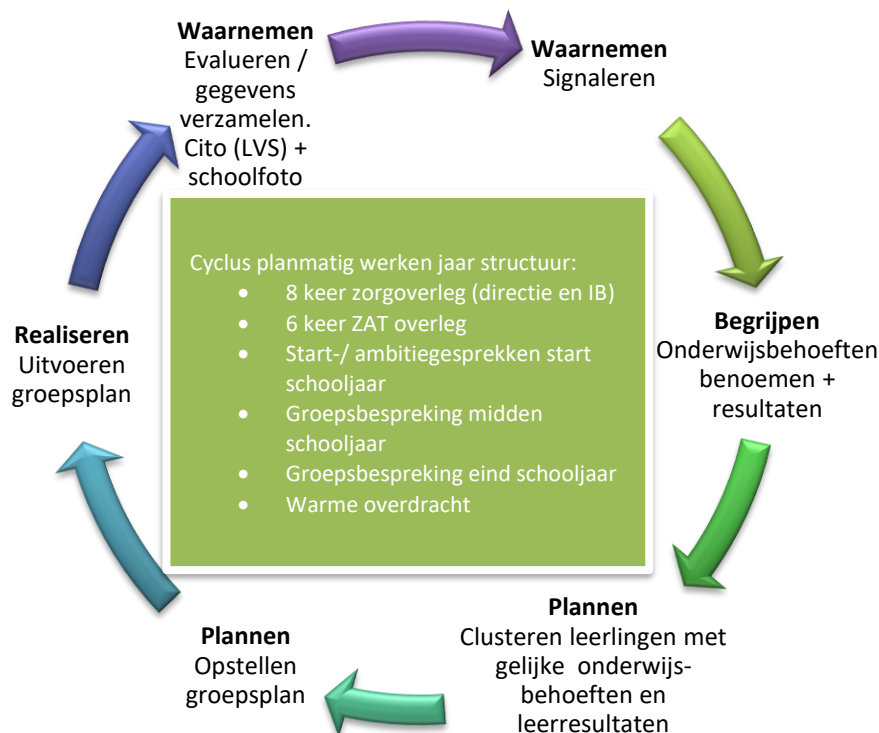 Waarnemen
Evalueren /
gegevens
verzamelen.
Cito (LVS) +
schoolfoto
Waarnemen
Signaleren
Begrijpen
Onderwijsbehoeften
benoemen +
resultaten
Plannen
Clusteren leerlingen met
gelijke onderwijs-
behoeften en
leerresultaten
Plannen
Opstellen
groepsplan
Realiseren
Uitvoeren
groepsplan
Cyclus planmatig werken jaar structuur:
• 8 keer zorgoverleg (directie en IB)
• 6 keer ZAT overleg
• Start-/ ambitiegesprekken start
schooljaar
• Groepsbespreking midden
schooljaar
• Groepsbespreking eind schooljaar
• Warme overdracht